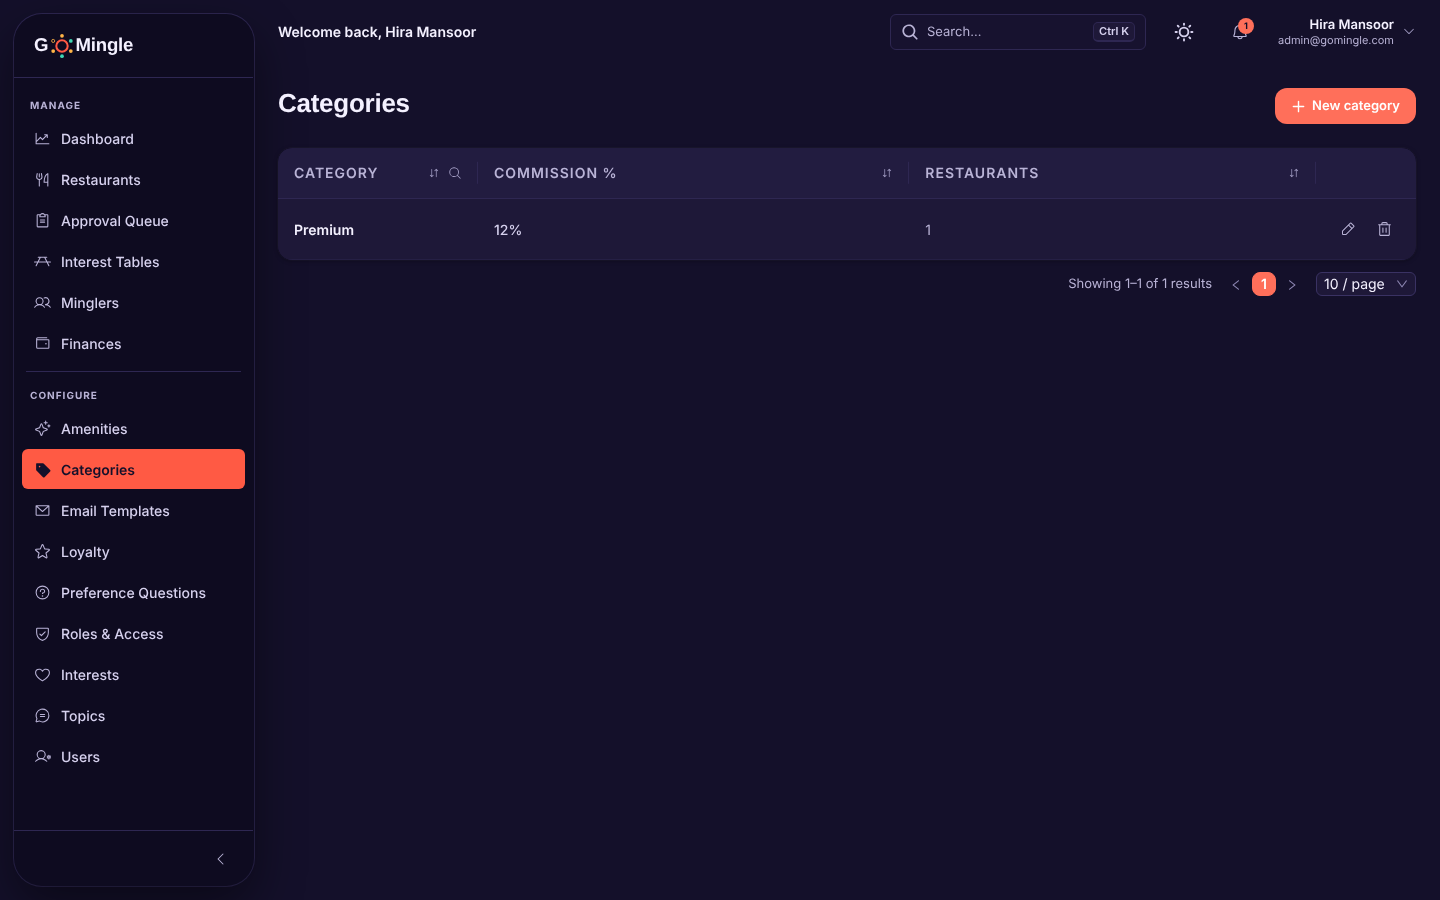 G Mingle
MANAGE
Dashboard
Restaurants
Approval Queue
Interest Tables
Minglers
Finances
CONFIGURE
Amenities
Categories
Email Templates
Loyalty
Preference Questions
Roles & Access
Interests
Topics
Users
Welcome back, Hira Mansoor
Search...
Ctrl K
1
Hira Mansoor
admin@gomingle.com
Categories
New category
CATEGORY COMMISSION % RESTAURANTS
Premium 12% 1
Showing 1–1 of 1 results 1 10 / page